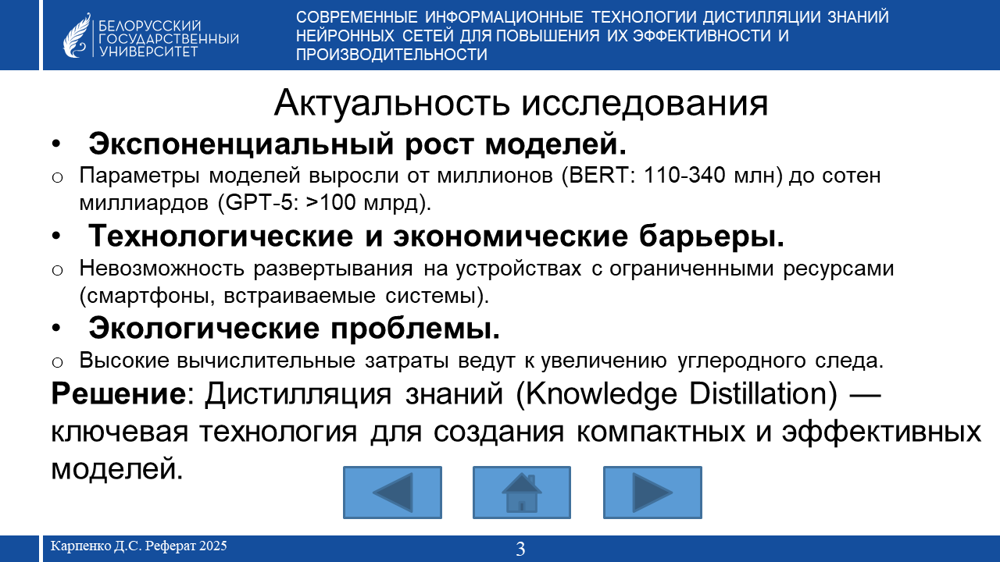 БЕЛОРУССКИЙ
ГОСУДАРСТВЕННЫЙ
УНИВЕРСИТЕТ
СОВРЕМЕННЫЕ ИНФОРМАЦИОННЫЕ ТЕХНОЛОГИИ ДИСТИЛЛЯЦИИ ЗНАНИЙ
НЕЙРОННЫХ СЕТЕЙ ДЛЯ ПОВЫШЕНИЯ ИХ ЭФФЕКТИВНОСТИ И
ПРОИЗВОДИТЕЛЬНОСТИ
Актуальность исследования
• Экспоненциальный рост моделей.
o Параметры моделей выросли от миллионов (BERT: 110-340 млн) до сотен
миллиардов (GPT-5: >100 млрд).
• Технологические и экономические барьеры.
o Невозможность развертывания на устройствах с ограниченными ресурсами
(смартфоны, встраиваемые системы).
• Экологические проблемы.
o Высокие вычислительные затраты ведут к увеличению углеродного следа.
Решение: Дистилляция знаний (Knowledge Distillation) —
ключевая технология для создания компактных и эффективных
моделей.
Карпенко Д.С. Реферат 2025
3